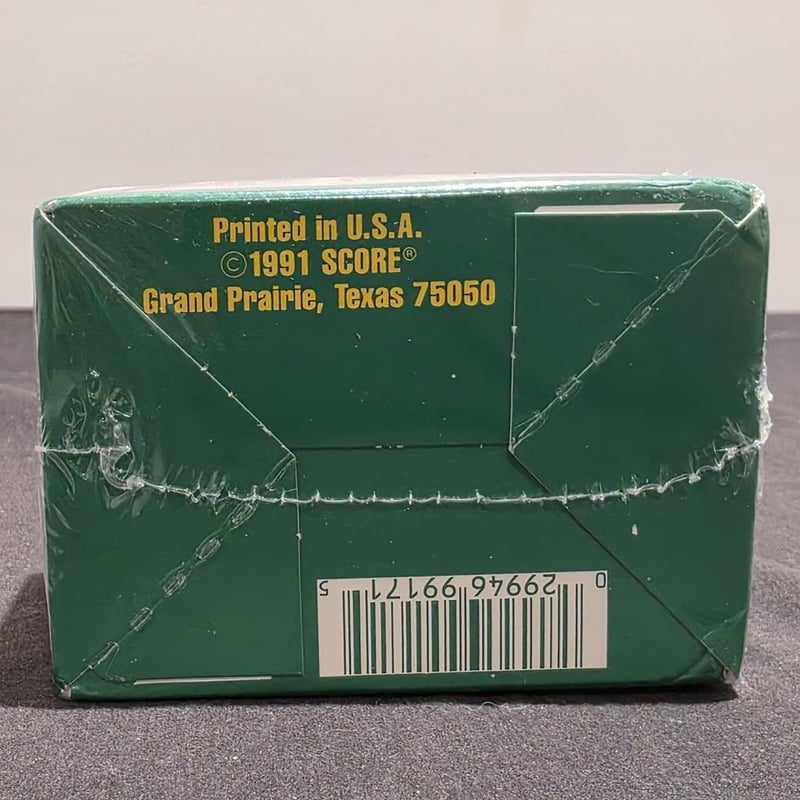 Printed in U.S.A.
©1991 SCORE®
Grand Prairie, Texas 75050
0 29946 99171 5